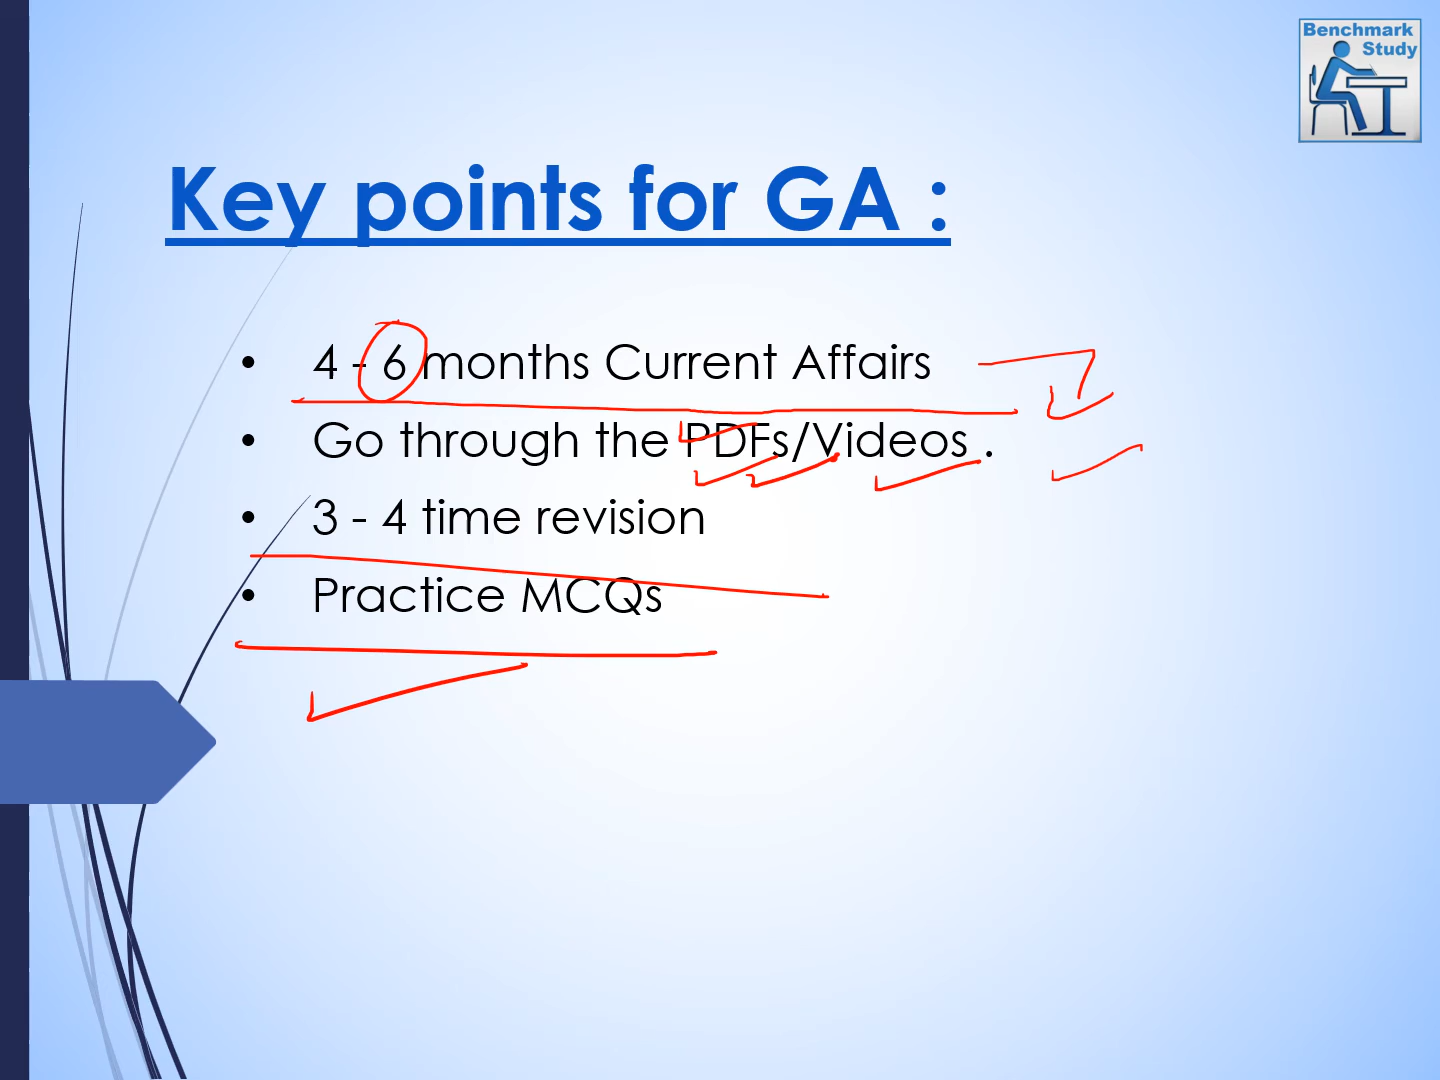 Benchmark
Study
Key points for GA :
• 4 - 6 months Current Affairs
• Go through the PDFs/Videos .
• 3 - 4 time revision
• Practice MCQs